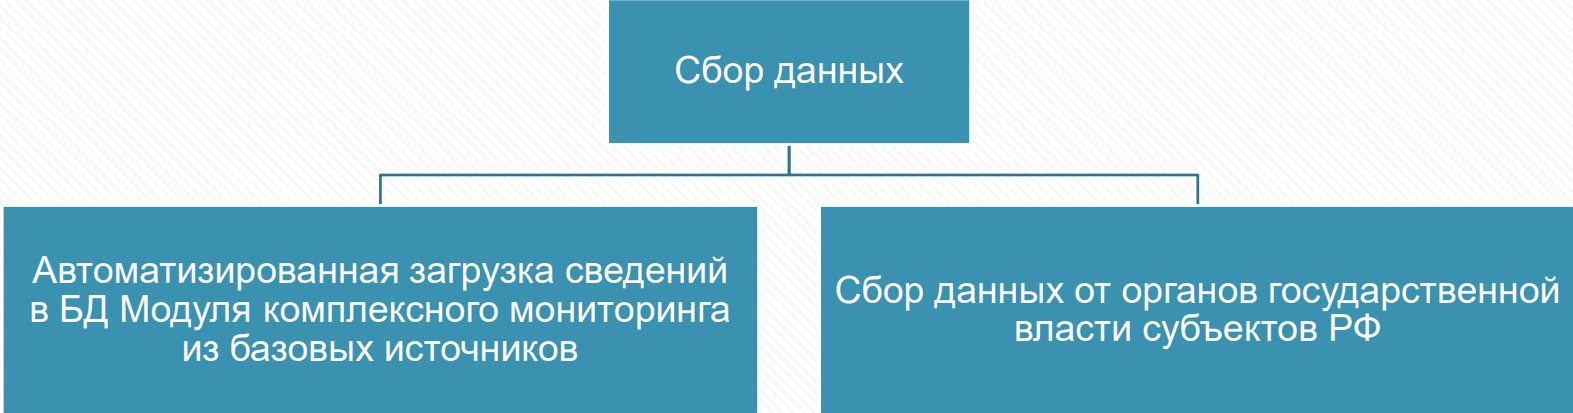 Сбор данных
Автоматизированная загрузка сведений
в БД Модуля комплексного мониторинга
из базовых источников
Сбор данных от органов государственной
власти субъектов РФ